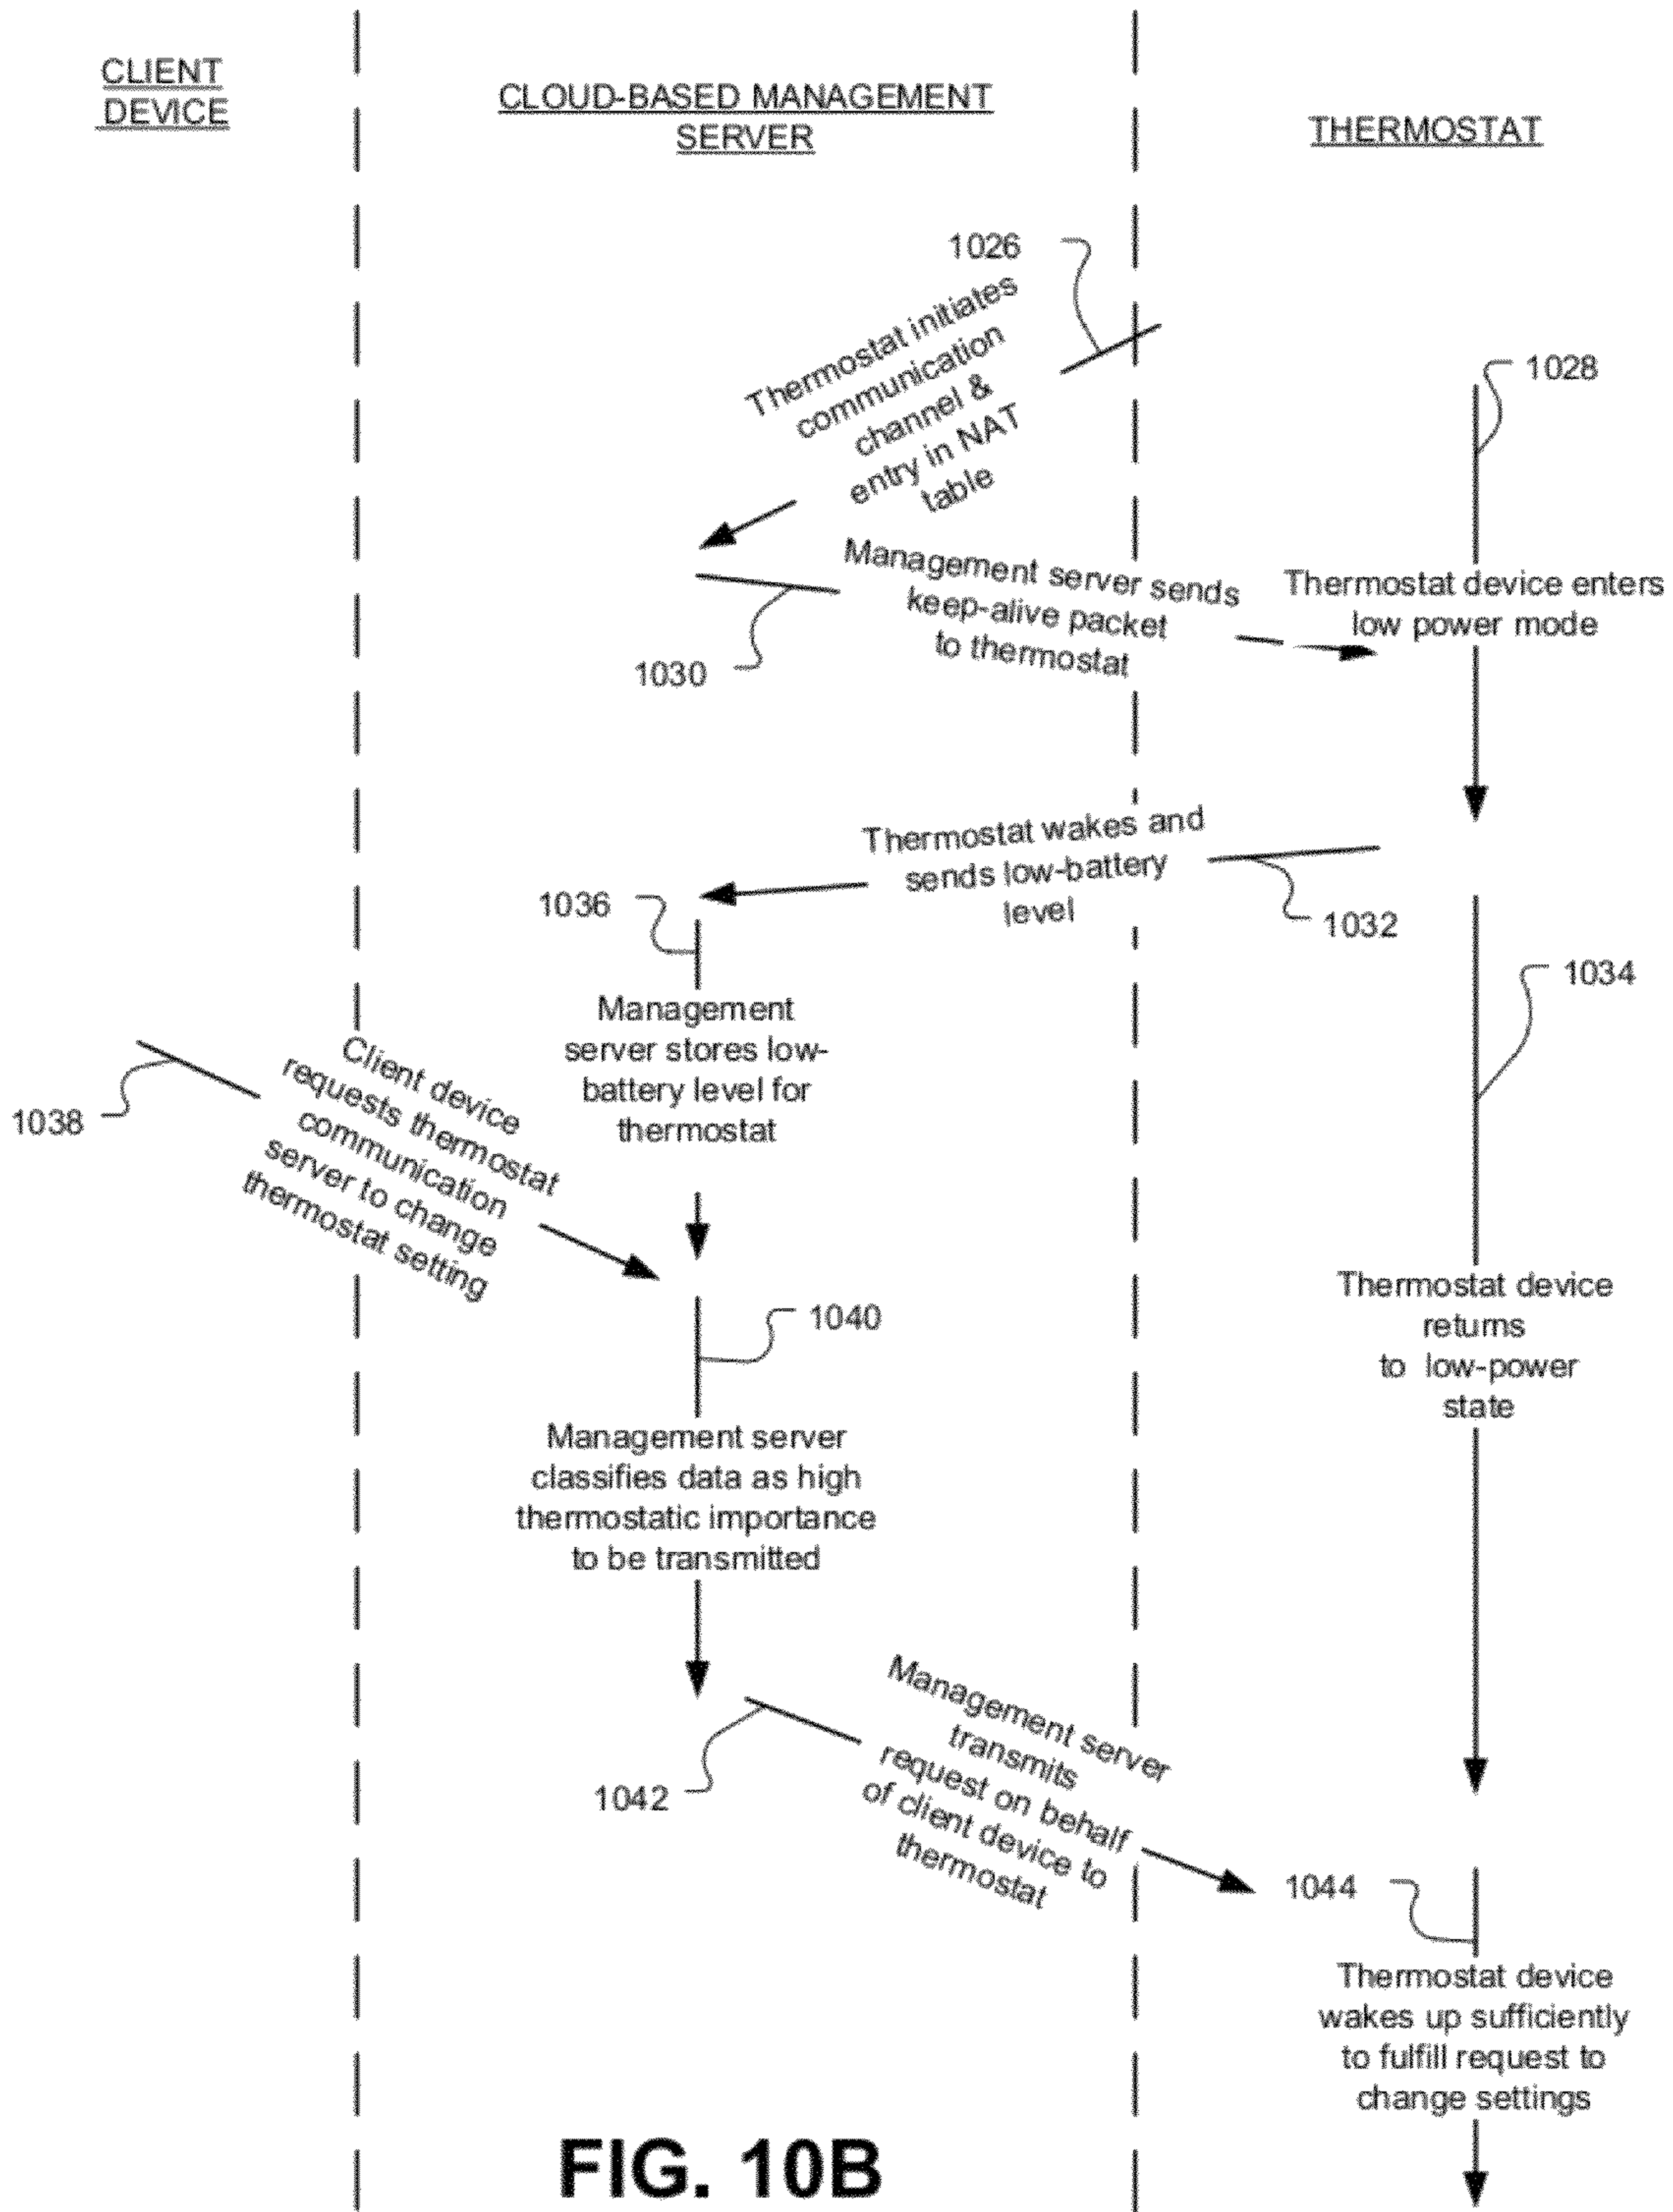 CLIENT
DEVICE
CLOUD-BASED MANAGEMENT
SERVER
THERMOSTAT
1026
Thermostat initiates
communication
channel &
entry in NAT
table
1028
Management server sends
keep-alive packet
to thermostat
1030
Thermostat device enters
low power mode
Thermostat wakes and
sends low-battery
level
1032
1036
1034
Management
server stores low-
battery level for
thermostat
1038
Client device
requests thermostat
communication
server to change
thermostat setting
1040
Thermostat device
returns
to low-power
state
Management server
classifies data as high
thermostatic importance
to be transmitted
Management server
transmits
request on behalf
of client device to
thermostat
1042
1044
Thermostat device
wakes up sufficiently
to fulfill request to
change settings
FIG. 10B